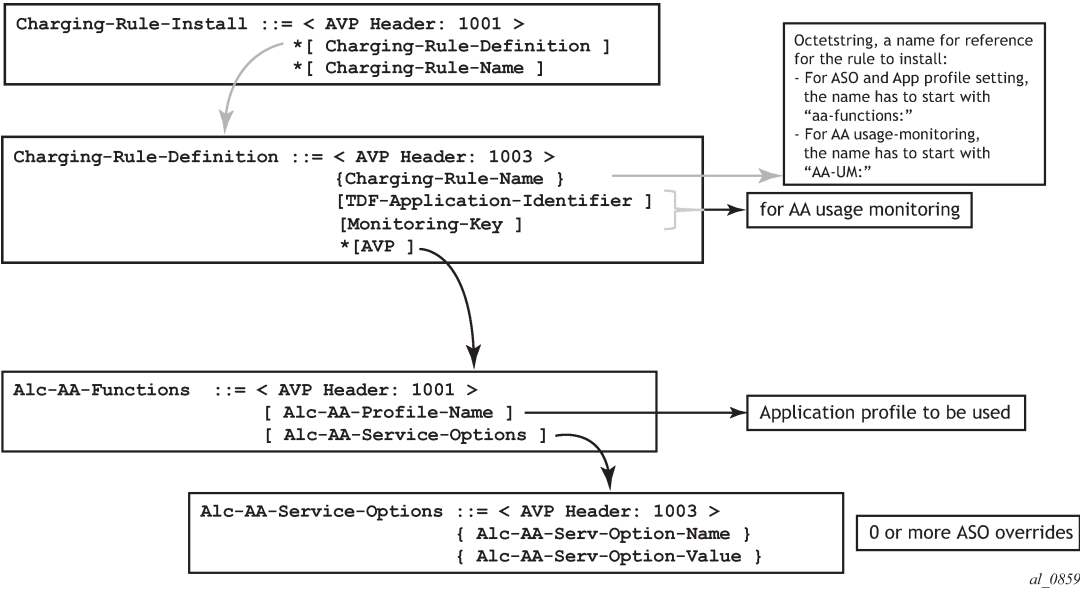 Charging-Rule-Install ::= < AVP Header: 1001 >
*[ Charging-Rule-Definition ]
*[ Charging-Rule-Name ]
Octetstring, a name for reference
for the rule to install:
- For ASO and App profile setting,
the name has to start with
“aa-functions:”
- For AA usage-monitoring,
the name has to start with
“AA-UM:”
Charging-Rule-Definition ::= < AVP Header: 1003 >
{Charging-Rule-Name }
[TDF-Application-Identifier ]
[Monitoring-Key ]
*[AVP ]
for AA usage monitoring
Alc-AA-Functions ::= < AVP Header: 1001 >
[ Alc-AA-Profile-Name ]
[ Alc-AA-Service-Options ]
Application profile to be used
Alc-AA-Service-Options ::= < AVP Header: 1003 >
{ Alc-AA-Serv-Option-Name }
{ Alc-AA-Serv-Option-Value }
0 or more ASO overrides
al_0859